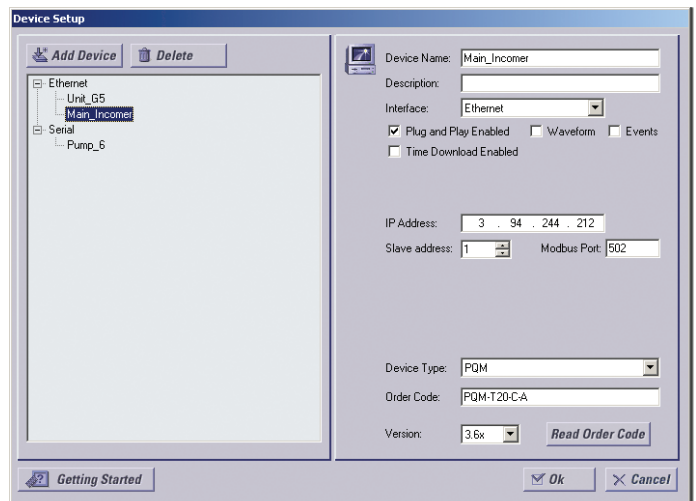 Device Setup
Add Device Delete
Ethernet
Unit_G5
Main_Incomer
Serial
Pump_6
Device Name: Main_Incomer
Description:
Interface: Ethernet
Plug and Play Enabled Waveform Events
Time Download Enabled
IP Address: 3 . 94 . 244 . 212
Slave address: 1 Modbus Port: 502
Device Type: PQM
Order Code: PQM-T20-C-A
Version: 3.6x Read Order Code
Getting Started Ok Cancel